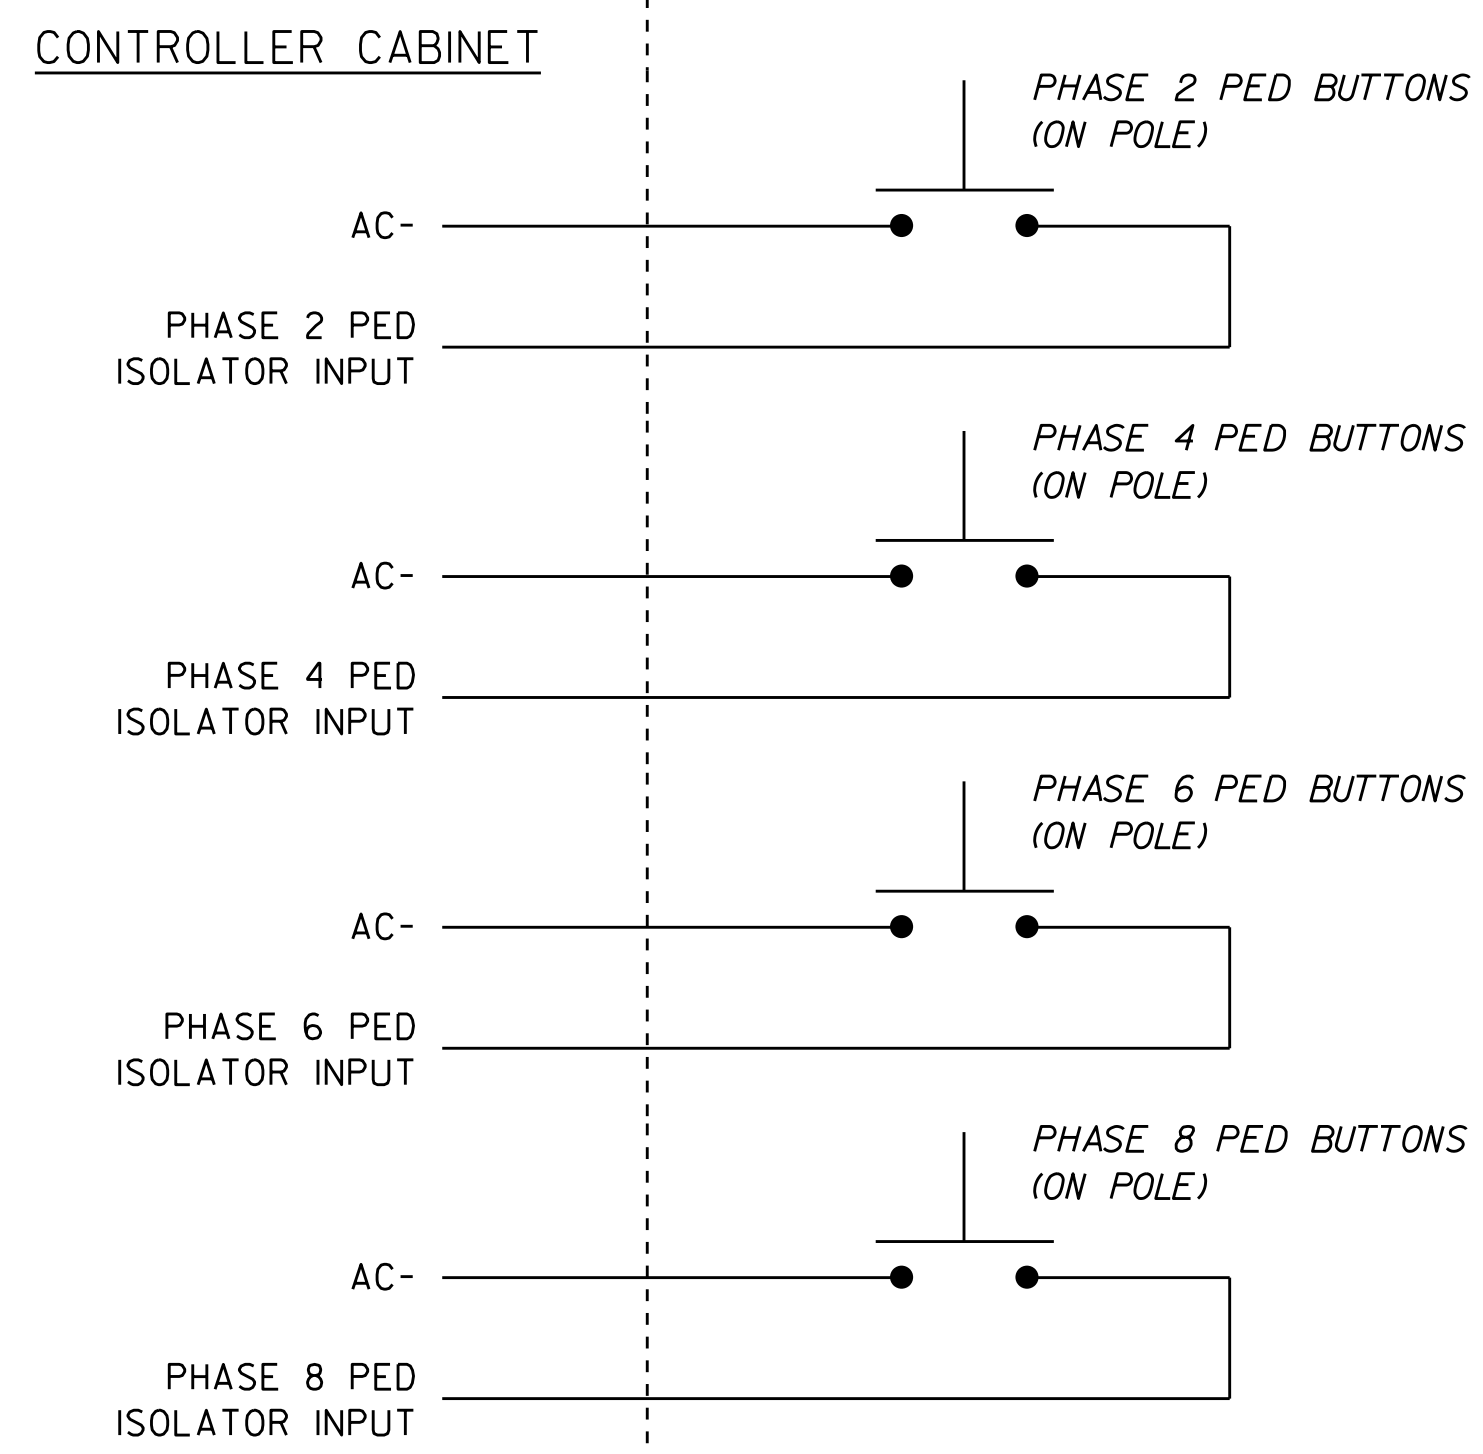 CONTROLLER CABINET
PHASE 2 PED BUTTONS
(ON POLE)
AC-
PHASE 2 PED
ISOLATOR INPUT
PHASE 4 PED BUTTONS
(ON POLE)
AC-
PHASE 4 PED
ISOLATOR INPUT
PHASE 6 PED BUTTONS
(ON POLE)
AC-
PHASE 6 PED
ISOLATOR INPUT
PHASE 8 PED BUTTONS
(ON POLE)
AC-
PHASE 8 PED
ISOLATOR INPUT